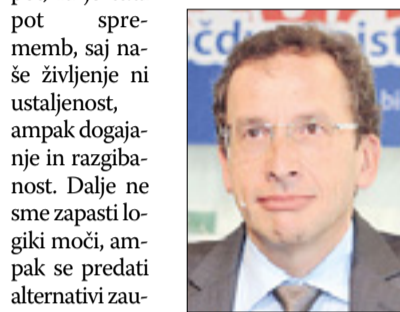 pot spre-
memb, saj na-
še življenje ni
ustaljenost,
ampak dogaja-
nje in razgiba-
nost. Dalje ne
sme zapasti lo-
giki moči, am-
pak se predati
alternativi zau-